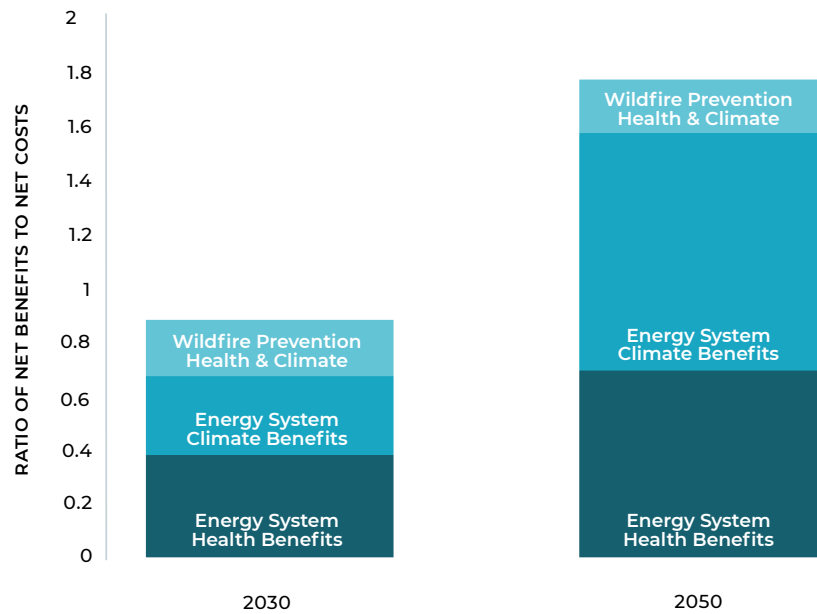 RATIO OF NET BENEFITS TO NET COSTS
2
1.8
1.6
1.4
1.2
1
0.8
0.6
0.4
0.2
0
Wildfire Prevention
Health & Climate
Energy System
Climate Benefits
Energy System
Health Benefits
2030
Wildfire Prevention
Health & Climate
Energy System
Climate Benefits
Energy System
Health Benefits
2050